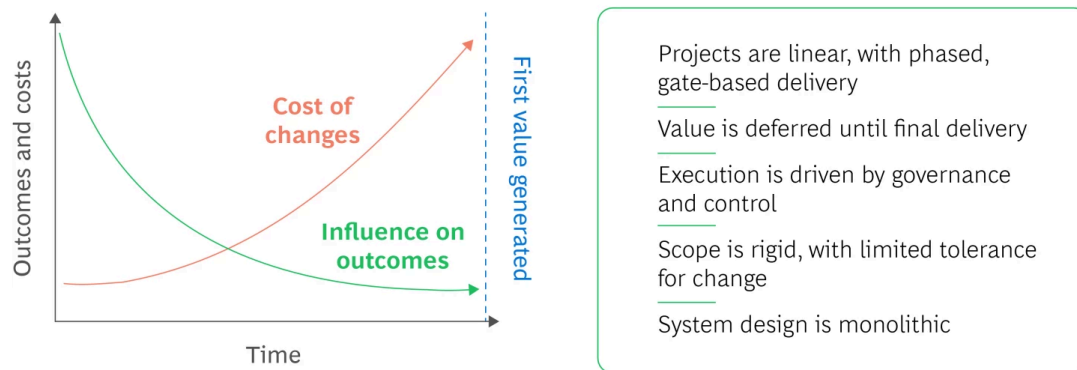 Outcomes and costs
Cost of
changes
Influence on
outcomes
First value generated
Time
Projects are linear, with phased,
gate-based delivery
Value is deferred until final delivery
Execution is driven by governance
and control
Scope is rigid, with limited tolerance
for change
System design is monolithic